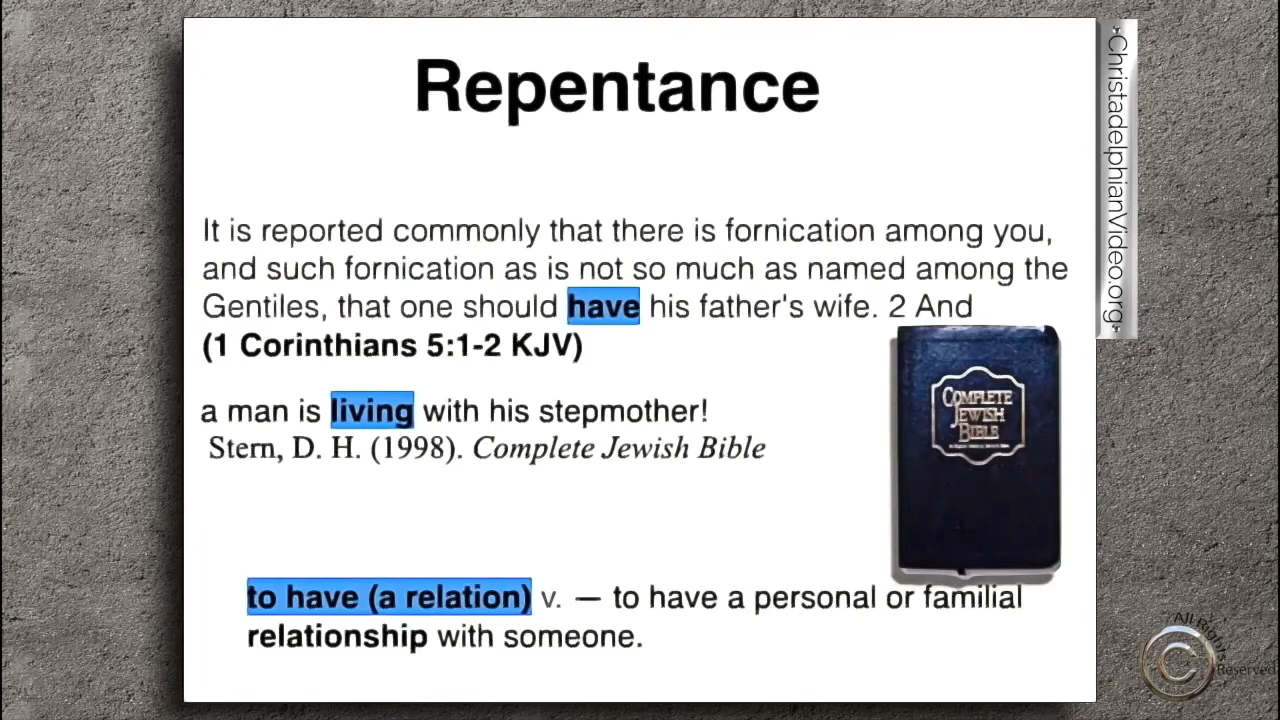 Repentance
It is reported commonly that there is fornication among you,
and such fornication as is not so much as named among the
Gentiles, that one should have his father's wife. 2 And
(1 Corinthians 5:1-2 KJV)
a man is living with his stepmother!
Stern, D. H. (1998). Complete Jewish Bible
COMPLETE
JEWISH
BIBLE
to have (a relation) v. — to have a personal or familial
relationship with someone.
ChristadelphianVideo.org
All Rights
C
Reserved